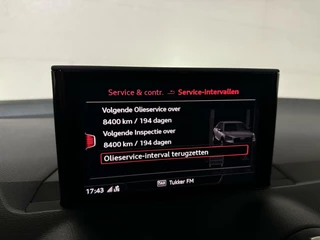 Service & contr. Service-intervallen
Volgende Olieservice over
8400 km / 194 dagen
Volgende Inspectie over
8400 km / 194 dagen
Olieservice-interval terugzetten
17:43 Tukker FM